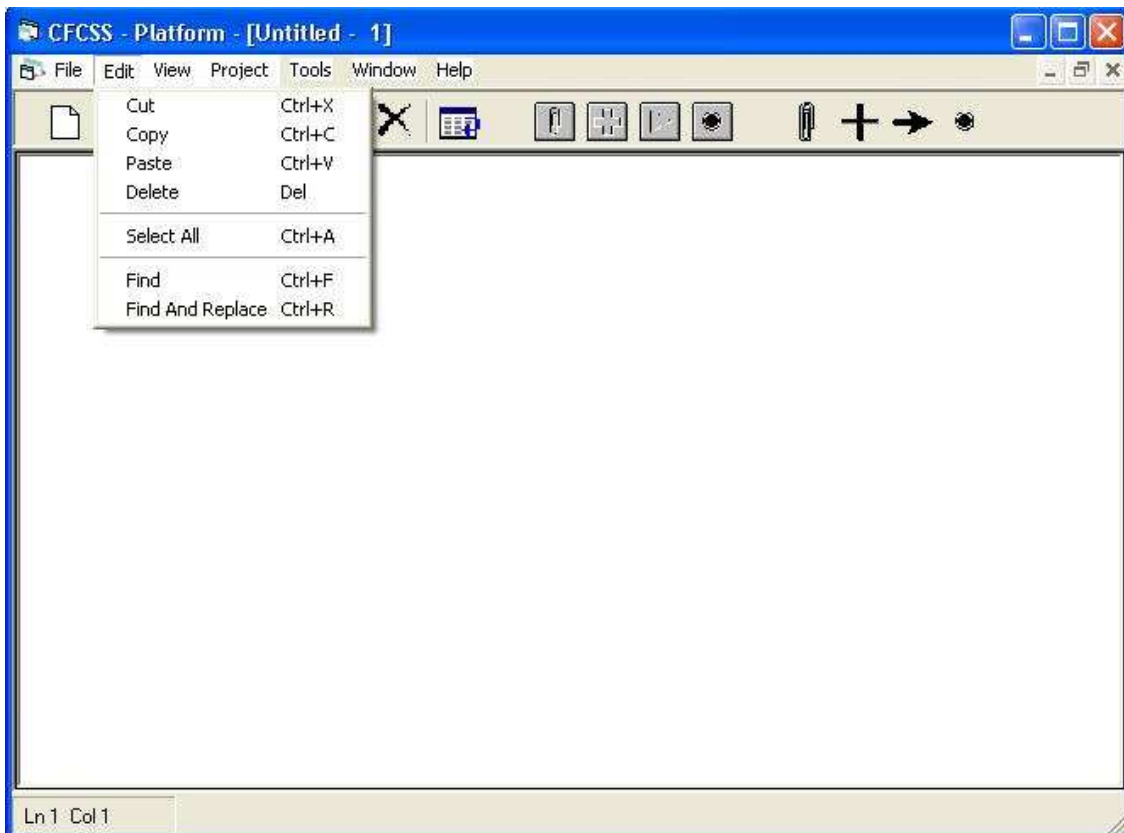 CFCSS - Platform - [Untitled - 1]
File Edit View Project Tools Window Help
Cut Ctrl+X
Copy Ctrl+C
Paste Ctrl+V
Delete Del
Select All Ctrl+A
Find Ctrl+F
Find And Replace Ctrl+R
Ln 1 Col 1